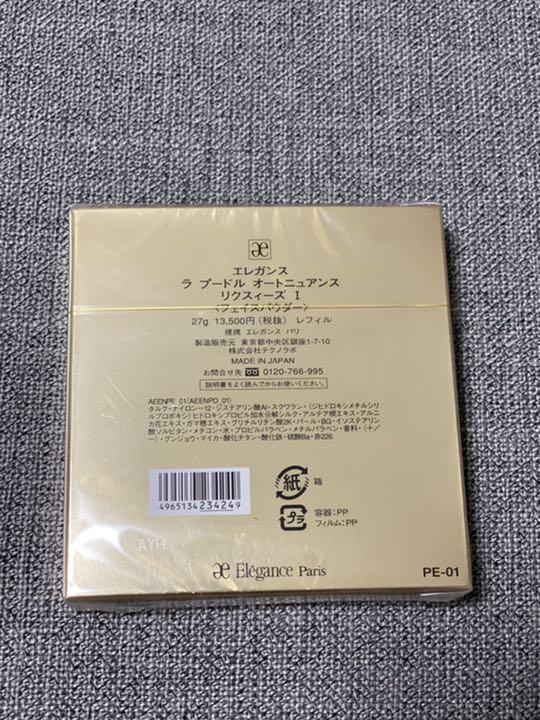 æ
エレガンス
ラ プードル オートニュアンス
リクスィーズ I
〈フェイスパウダー〉
27g 13,500円(税抜) レフィル
提携 エレガンス パリ
製造販売元 東京都中央区銀座1-7-10
株式会社テクノラボ
MADE IN JAPAN
お問合せ先 0120-766-995
説明書をよく読んでからお使いください。
AEENPE_01(AEENPD_01)
タルク・ナイロン-12・ジステアリン酸Al・スクワラン・(ジヒドロキシメチルシリ
ルプロポキシ)ヒドロキシプロピル加水分解シルク・アルテア根エキス・アルニ
カ花エキス・ガマ穂エキス・グリチルリチン酸2K・パール・BG・イソステアリン
酸ソルビタン・メチコン・水・プロピルパラベン・メチルパラベン・香料・(+/
-)・グンジョウ・マイカ・酸化チタン・酸化鉄・硫酸Ba・赤226
4965134234249
紙 箱
プラ 容器:PP
フィルム:PP
AYH
æ Elégance Paris
PE-01